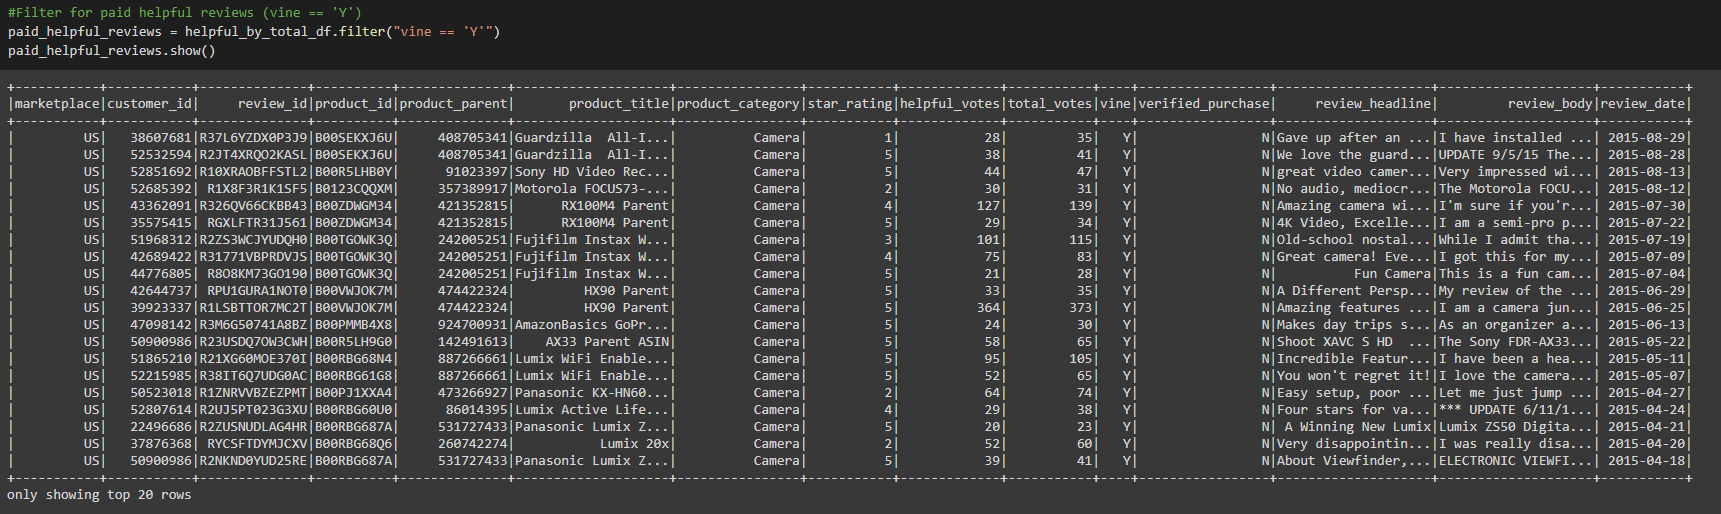 #Filter for paid helpful reviews (vine == 'Y')
paid_helpful_reviews = helpful_by_total_df.filter("vine == 'Y'")
paid_helpful_reviews.show()
+-----------+-----------+--------------+----------+--------------+--------------------+----------------+-----------+-------------+-----------+----+-----------------+--------------------+--------------------+-----------+
|marketplace|customer_id|     review_id|product_id|product_parent|       product_title|product_category|star_rating|helpful_votes|total_votes|vine|verified_purchase|     review_headline|         review_body|review_date|
+-----------+-----------+--------------+----------+--------------+--------------------+----------------+-----------+-------------+-----------+----+-----------------+--------------------+--------------------+-----------+
|         US|   38607681|R37L6YZDX0P3J9|B00SEKXJ6U|     408705341|Guardzilla  All-I...|          Camera|          1|           28|         35|   Y|                N|Gave up after an ...|I have installed ...| 2015-08-29|
|         US|   52532594|R2JT4XRQO2KASL|B00SEKXJ6U|     408705341|Guardzilla  All-I...|          Camera|          5|           38|         41|   Y|                N|We love the guard...|UPDATE 9/5/15 The...| 2015-08-28|
|         US|   52851692|R10XRAOBFFSTL2|B00R5LHB0Y|      91023397|Sony HD Video Rec...|          Camera|          5|           44|         47|   Y|                N|great video camer...|Very impressed wi...| 2015-08-13|
|         US|   52685392| R1X8F3R1K1SF5|B0123CQQXM|     357389917|Motorola FOCUS73-...|          Camera|          2|           30|         31|   Y|                N|No audio, mediocr...|The Motorola FOCU...| 2015-08-12|
|         US|   43362091|R326QV66CKBB43|B00ZDWGM34|     421352815|      RX100M4 Parent|          Camera|          4|          127|        139|   Y|                N|Amazing camera wi...|I'm sure if you'r...| 2015-07-30|
|         US|   35575415| RGXLFTR31J561|B00ZDWGM34|     421352815|      RX100M4 Parent|          Camera|          5|           29|         34|   Y|                N|4K Video, Excelle...|I am a semi-pro p...| 2015-07-22|
|         US|   51968312|R2ZS3WCJYUDQH0|B00TGOWK3Q|     242005251|Fujifilm Instax W...|          Camera|          3|          101|        115|   Y|                N|Old-school nostal...|While I admit tha...| 2015-07-19|
|         US|   42689422|R31771VBPRDVJS|B00TGOWK3Q|     242005251|Fujifilm Instax W...|          Camera|          4|           75|         83|   Y|                N|Great camera! Eve...|I got this for my...| 2015-07-09|
|         US|   44776805| R8O8KM73GO190|B00TGOWK3Q|     242005251|Fujifilm Instax W...|          Camera|          5|           21|         28|   Y|                N|          Fun Camera|This is a fun cam...| 2015-07-04|
|         US|   42644737| RPU1GURA1NOT0|B00VWJOK7M|     474422324|         HX90 Parent|          Camera|          5|           33|         35|   Y|                N|A Different Persp...|My review of the ...| 2015-06-29|
|         US|   39923337|R1LSBTTOR7MC2T|B00VWJOK7M|     474422324|         HX90 Parent|          Camera|          5|          364|        373|   Y|                N|Amazing features ...|I am a camera jun...| 2015-06-25|
|         US|   47098142|R3M6G50741A8BZ|B00PMMB4X8|     924700931|AmazonBasics GoPr...|          Camera|          5|           24|         30|   Y|                N|Makes day trips s...|As an organizer a...| 2015-06-13|
|         US|   50900986|R23USDQ7OW3CWH|B00R5LH9G0|     142491613|    AX33 Parent ASIN|          Camera|          5|           58|         65|   Y|                N|Shoot XAVC S HD  ...|The Sony FDR-AX33...| 2015-05-22|
|         US|   51865210|R21XG60MOE370I|B00RBG68N4|     887266661|Lumix WiFi Enable...|          Camera|          5|           95|        105|   Y|                N|Incredible Featur...|I have been a hea...| 2015-05-11|
|         US|   52215985|R38IT6Q7UDG0AC|B00RBG61G8|     887266661|Lumix WiFi Enable...|          Camera|          5|           52|         65|   Y|                N|You won't regret it!|I love the camera...| 2015-05-07|
|         US|   50523018|R1ZNRVVBZEZPMT|B00PJ1XXA4|     473266927|Panasonic KX-HN60...|          Camera|          2|           64|         74|   Y|                N|Easy setup, poor ...|Let me just jump ...| 2015-04-27|
|         US|   52807614|R2UJ5PT023G3XU|B00RBG60U0|      86014395|Lumix Active Life...|          Camera|          4|           29|         38|   Y|                N|Four stars for va...|*** UPDATE 6/11/1...| 2015-04-24|
|         US|   22496686|R2ZUSNUDLAG4HR|B00RBG687A|     531727433|Panasonic Lumix Z...|          Camera|          5|           20|         23|   Y|                N| A Winning New Lumix|Lumix ZS50 Digita...| 2015-04-21|
|         US|   37876368| RYCSFTDYMJCXV|B00RBG68Q6|     260742274|           Lumix 20x|          Camera|          2|           52|         60|   Y|                N|Very disappointin...|I was really disa...| 2015-04-20|
|         US|   50900986|R2NKND0YUD25RE|B00RBG687A|     531727433|Panasonic Lumix Z...|          Camera|          5|           39|         41|   Y|                N|About Viewfinder,...|ELECTRONIC VIEWFI...| 2015-04-18|
+-----------+-----------+--------------+----------+--------------+--------------------+----------------+-----------+-------------+-----------+----+-----------------+--------------------+--------------------+-----------+
only showing top 20 rows